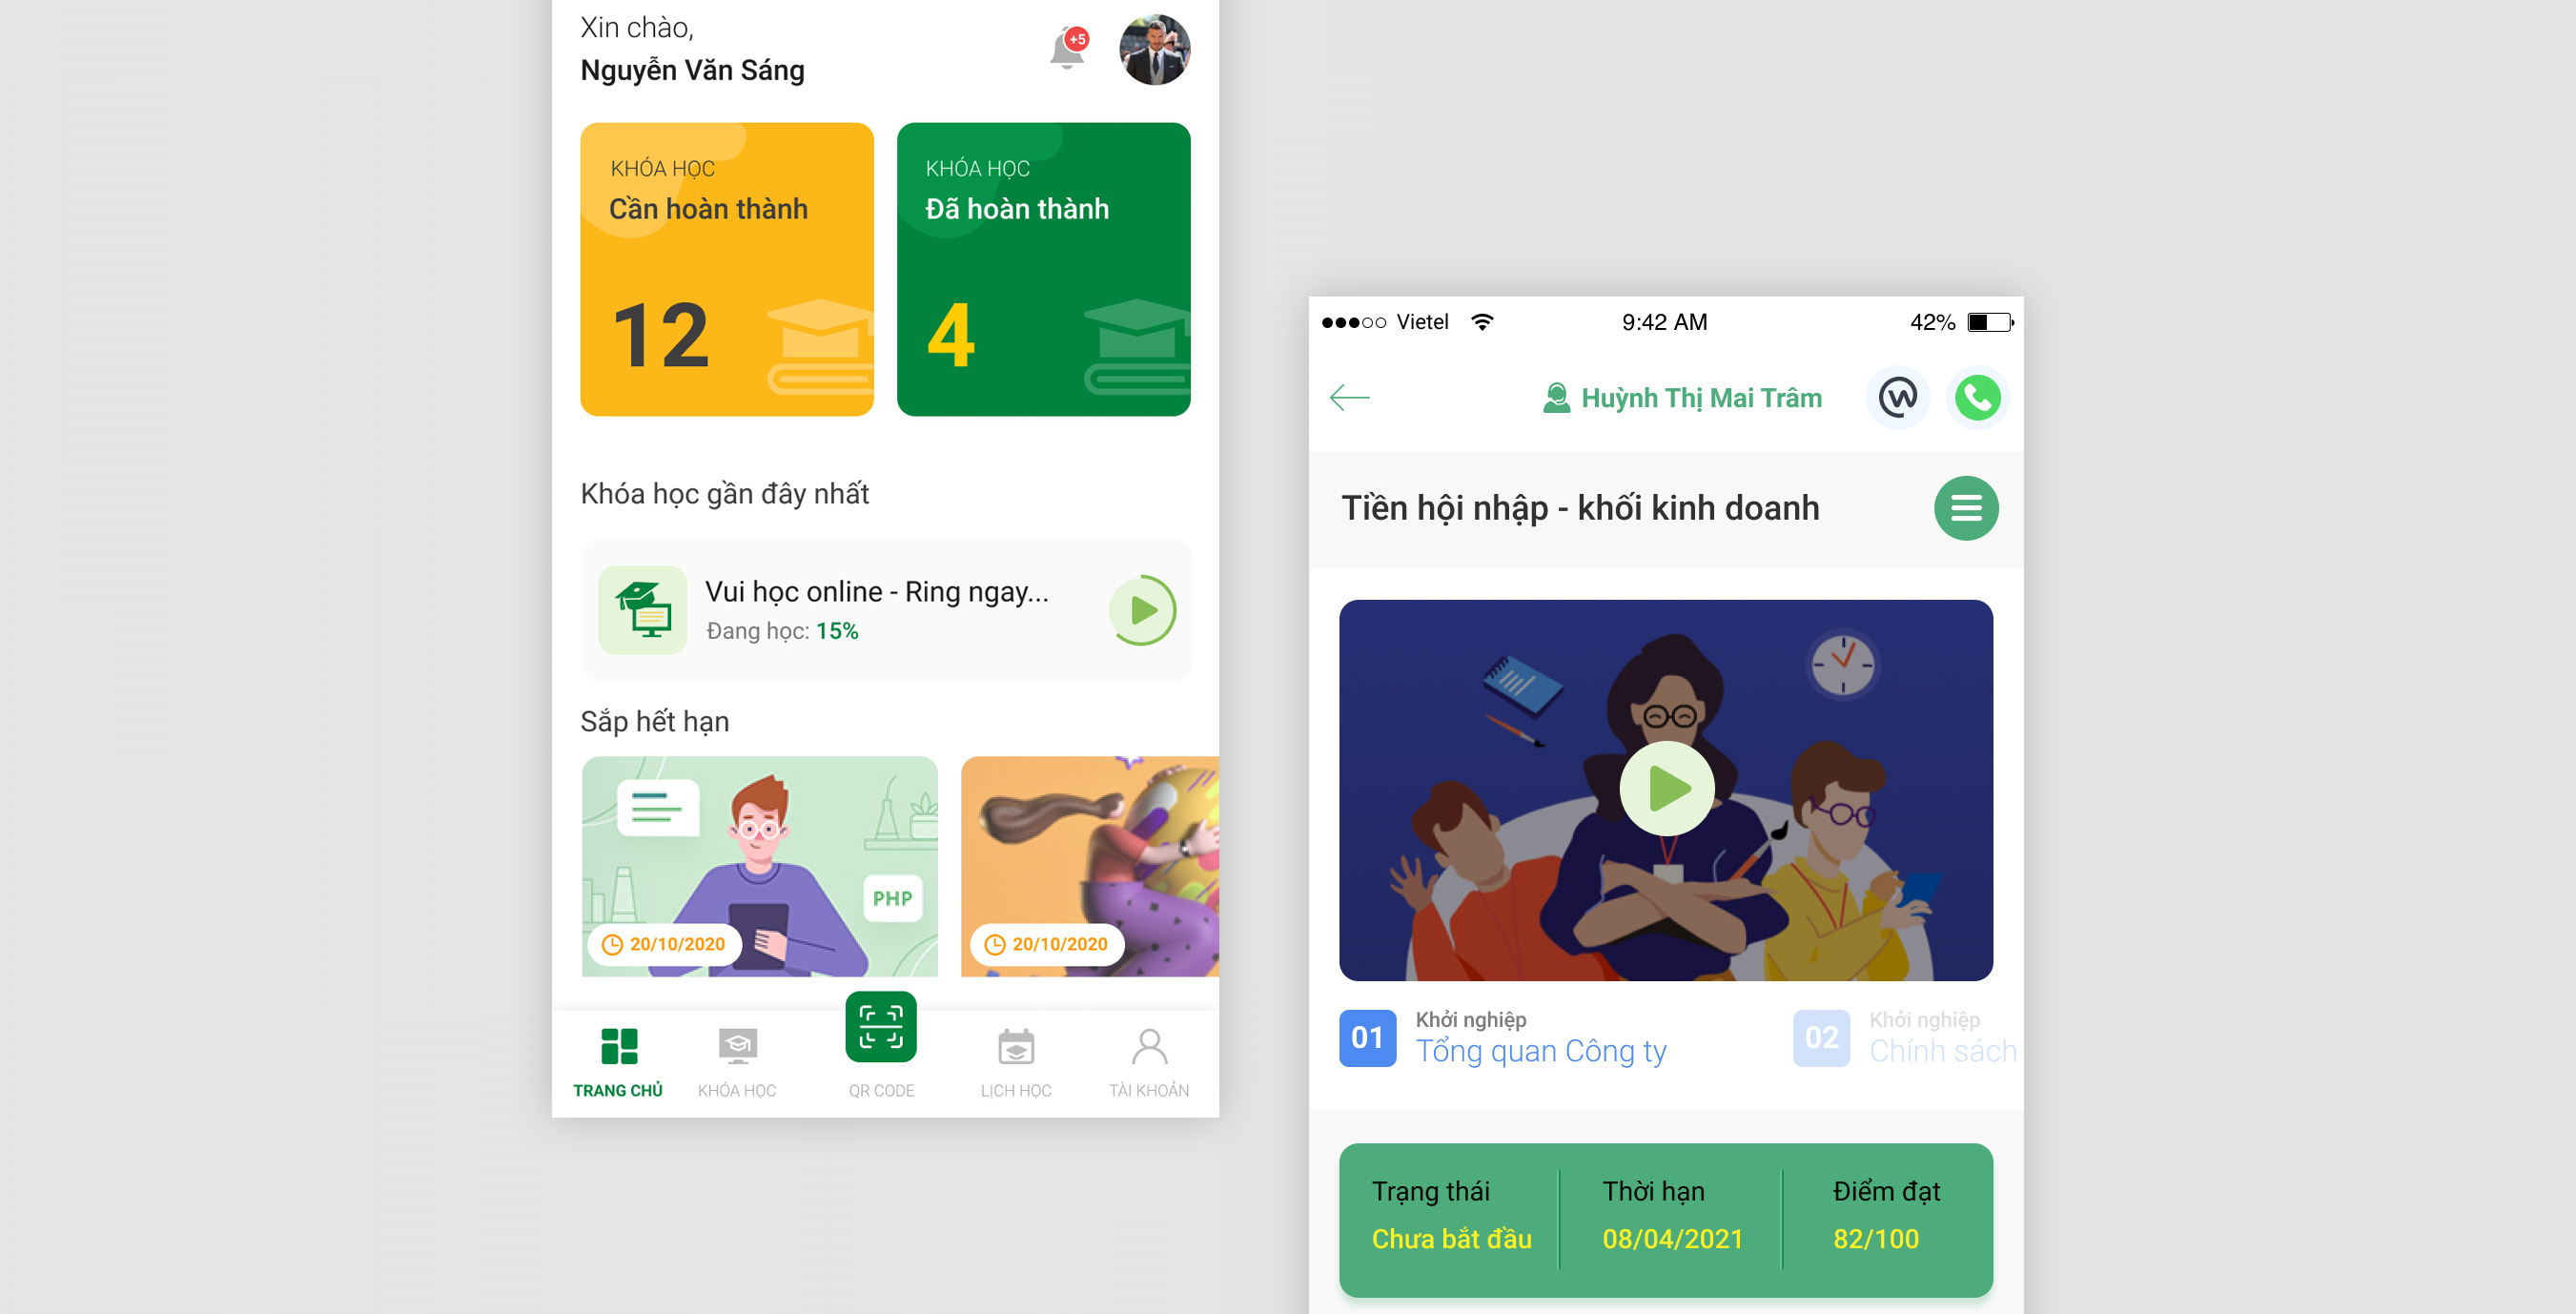 Xin chào,
Nguyễn Văn Sáng
+5
KHÓA HỌC
Cần hoàn thành
12
KHÓA HỌC
Đã hoàn thành
4
Khóa học gần đây nhất
Vui học online - Ring ngay...
Đang học: 15%
Sắp hết hạn
PHP
20/10/2020
20/10/2020
TRANG CHỦ
KHÓA HỌC
QR CODE
LỊCH HỌC
TÀI KHOẢN
Vietel
9:42 AM
42%
Huỳnh Thị Mai Trâm
Tiền hội nhập - khối kinh doanh
01
Khởi nghiệp
Tổng quan Công ty
02
Khởi nghiệp
Chính sách
Trạng thái
Chưa bắt đầu
Thời hạn
08/04/2021
Điểm đạt
82/100